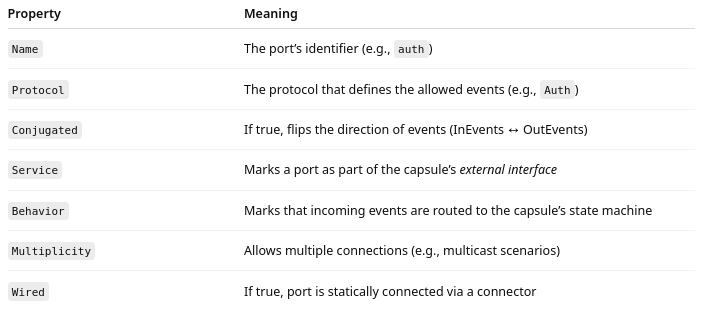 Property Meaning
Name The port’s identifier (e.g., auth)
Protocol The protocol that defines the allowed events (e.g., Auth)
Conjugated If true, flips the direction of events (InEvents ↔ OutEvents)
Service Marks a port as part of the capsule’s external interface
Behavior Marks that incoming events are routed to the capsule’s state machine
Multiplicity Allows multiple connections (e.g., multicast scenarios)
Wired If true, port is statically connected via a connector